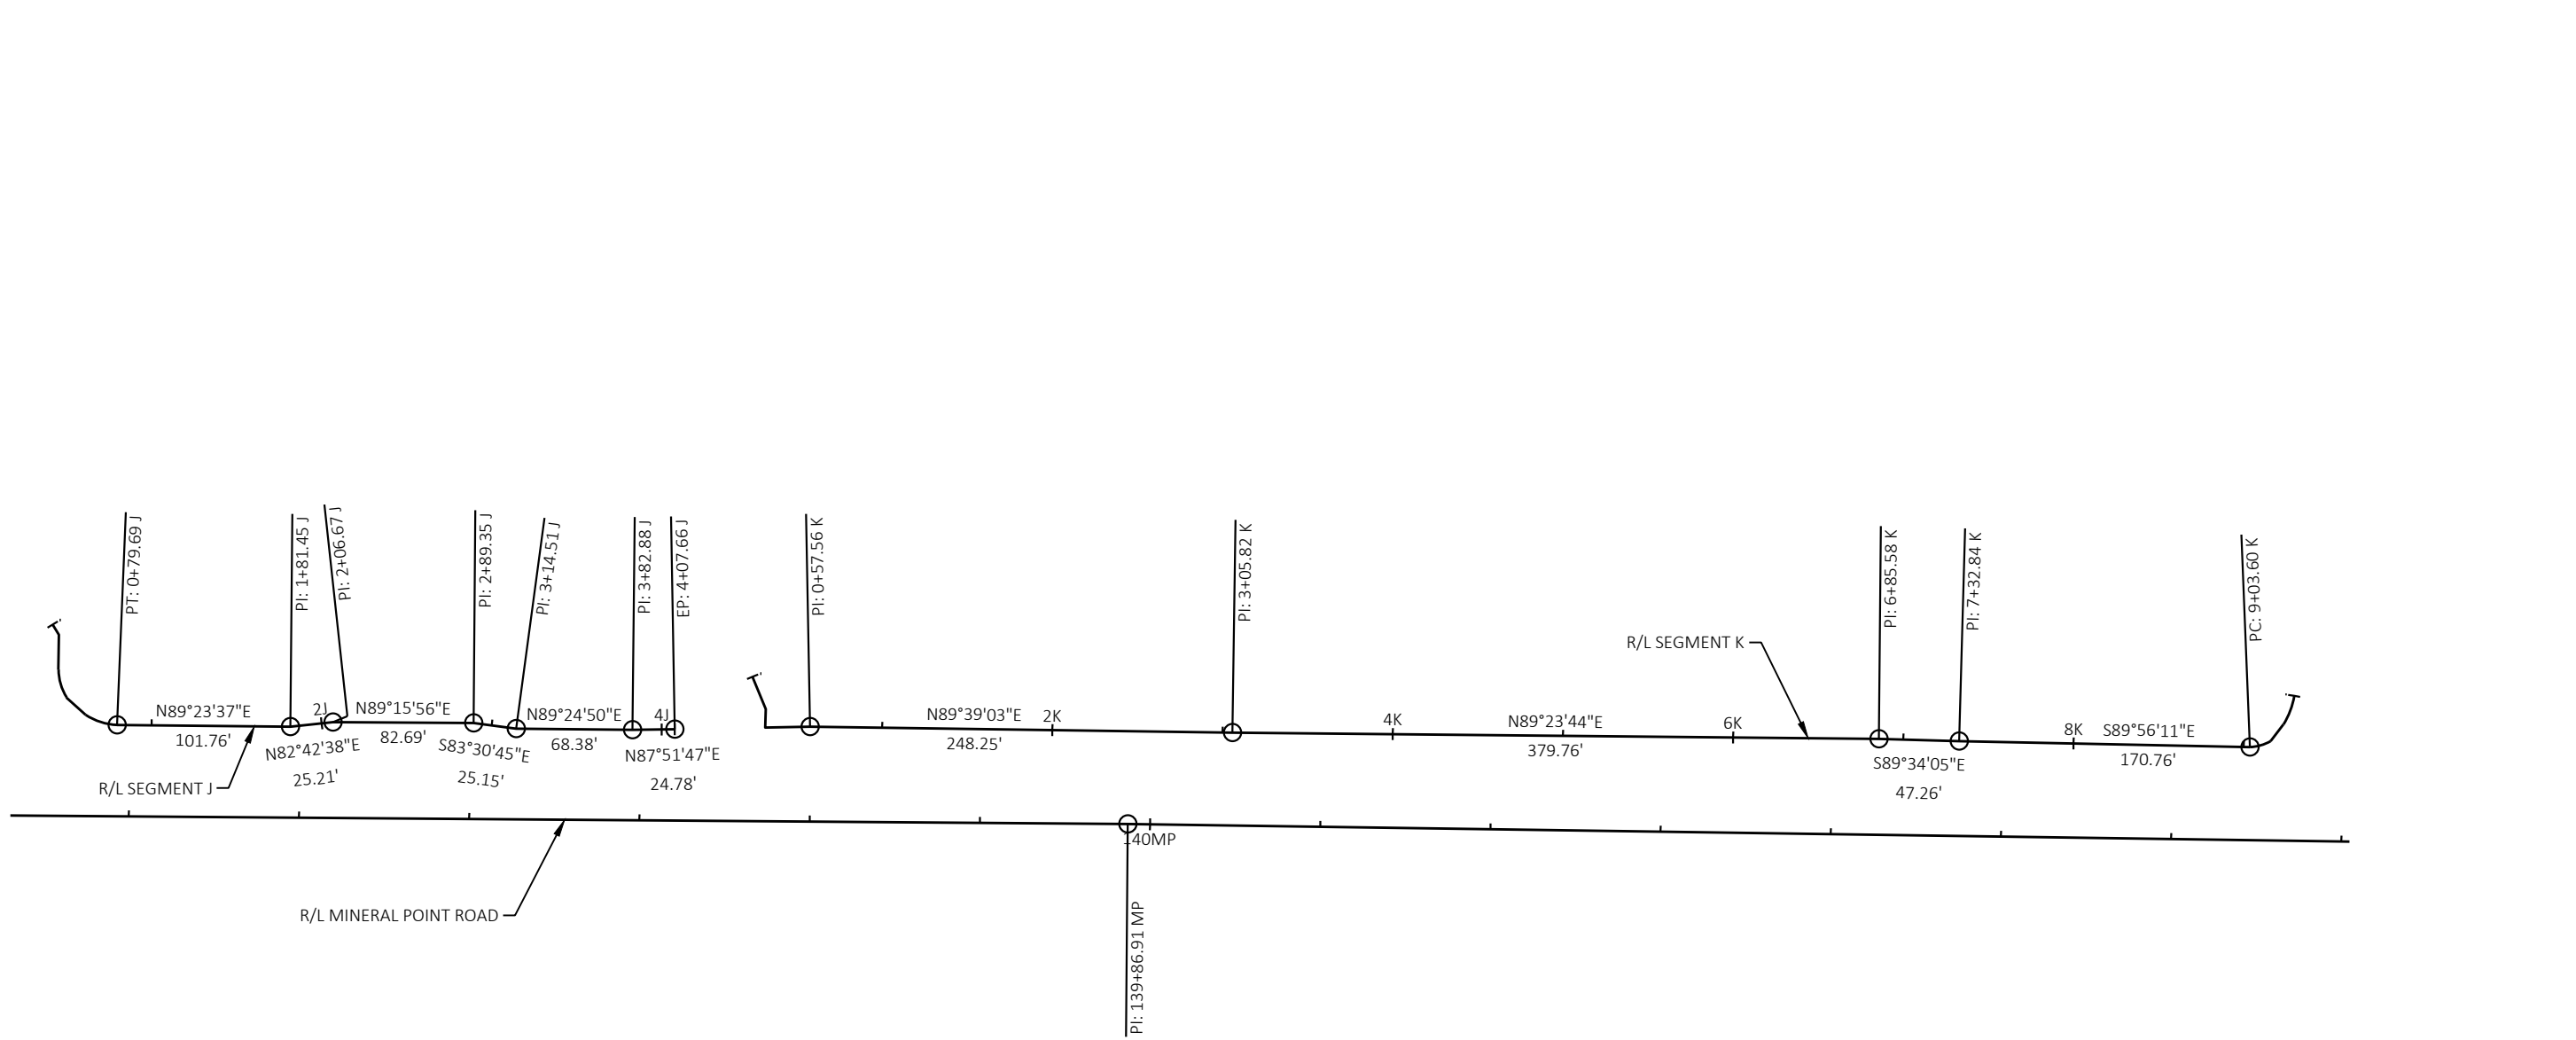 PT: 0+79.69 J
PI: 1+81.45 J
PI: 2+06.67 J
PI: 2+89.35 J
PI: 3+14.51 J
PI: 3+82.88 J
EP: 4+07.66 J
PI: 0+57.56 K
PI: 3+05.82 K
PI: 6+85.58 K
PI: 7+32.84 K
PC: 9+03.60 K
R/L SEGMENT K
N89°23'37"E
101.76'
2J
N82°42'38"E
25.21'
N89°15'56"E
82.69'
S83°30'45"E
25.15'
N89°24'50"E
68.38'
4J
N87°51'47"E
24.78'
N89°39'03"E
248.25'
2K
4K
N89°23'44"E
379.76'
6K
S89°34'05"E
47.26'
8K
S89°56'11"E
170.76'
R/L SEGMENT J
140MP
R/L MINERAL POINT ROAD
PI: 139+86.91 MP